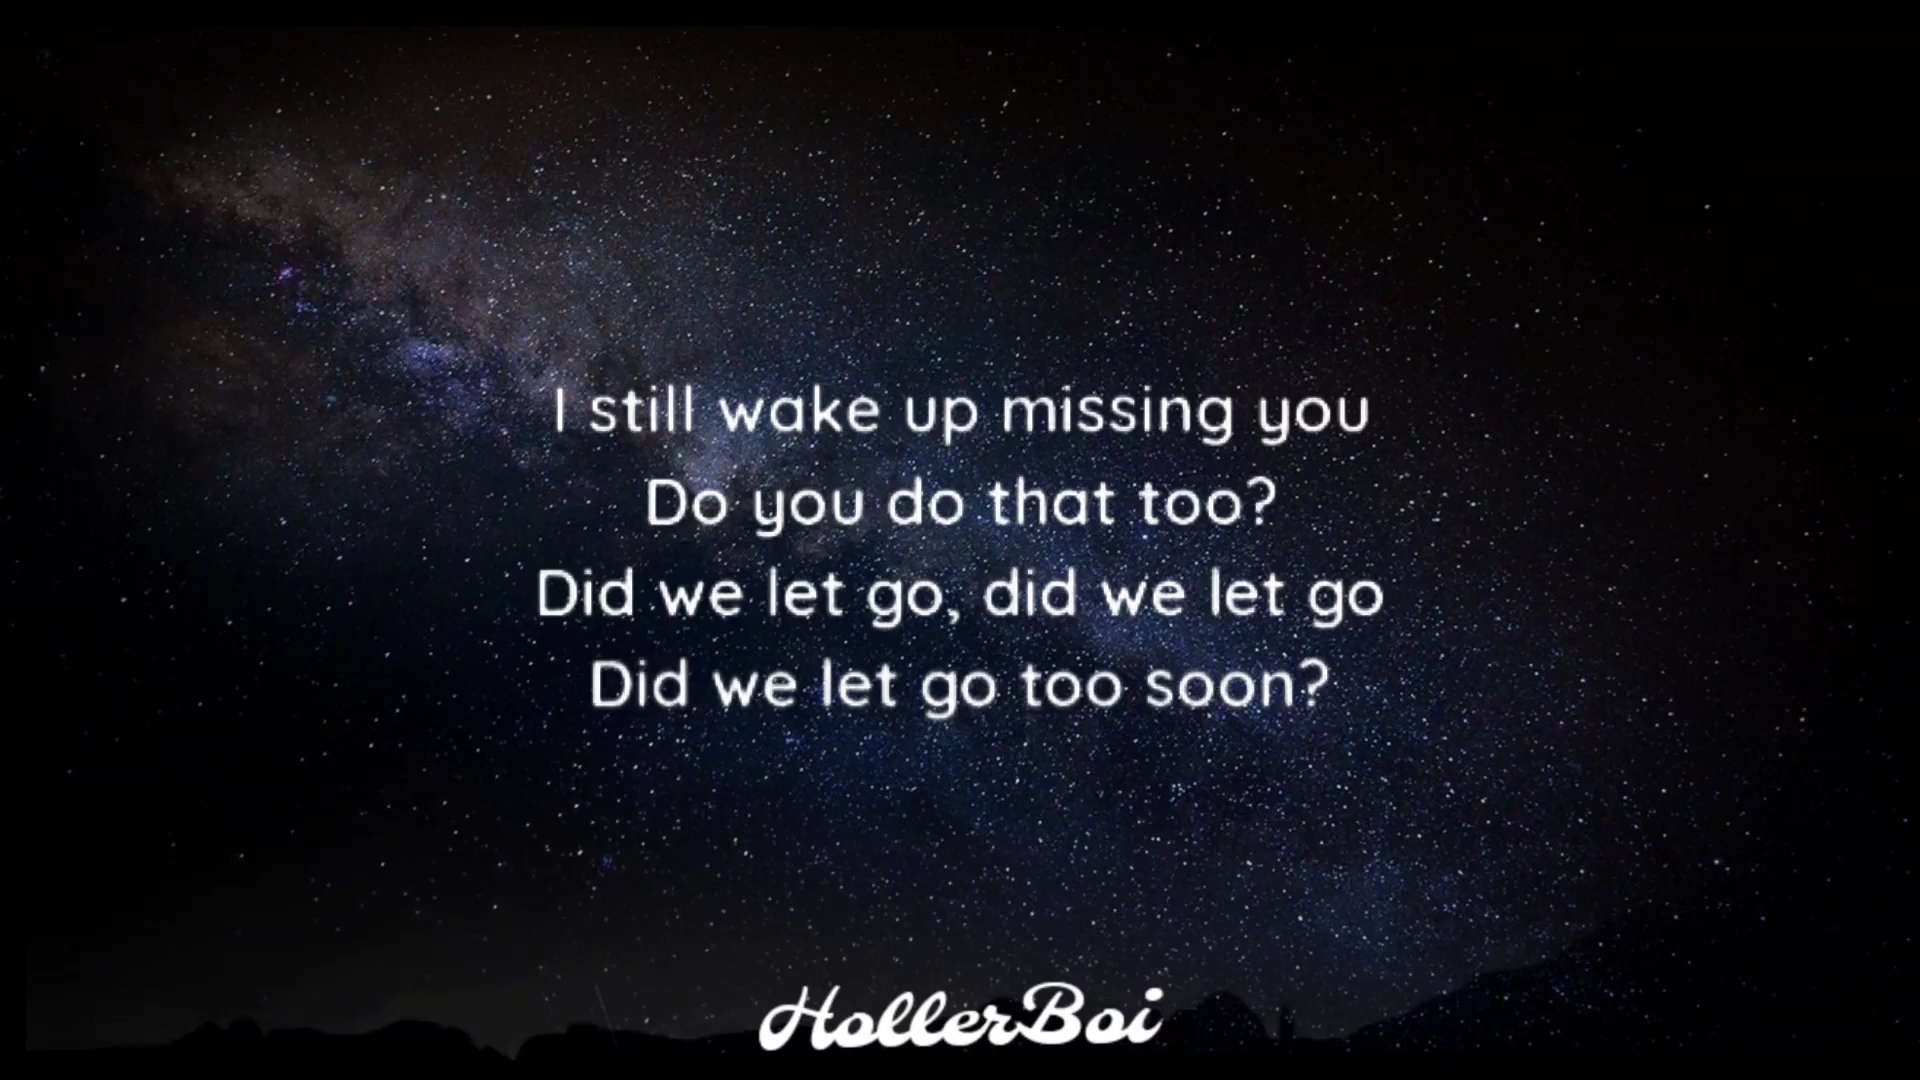 I still wake up missing you
Do you do that too?
Did we let go, did we let go
Did we let go too soon?
HollerBoi